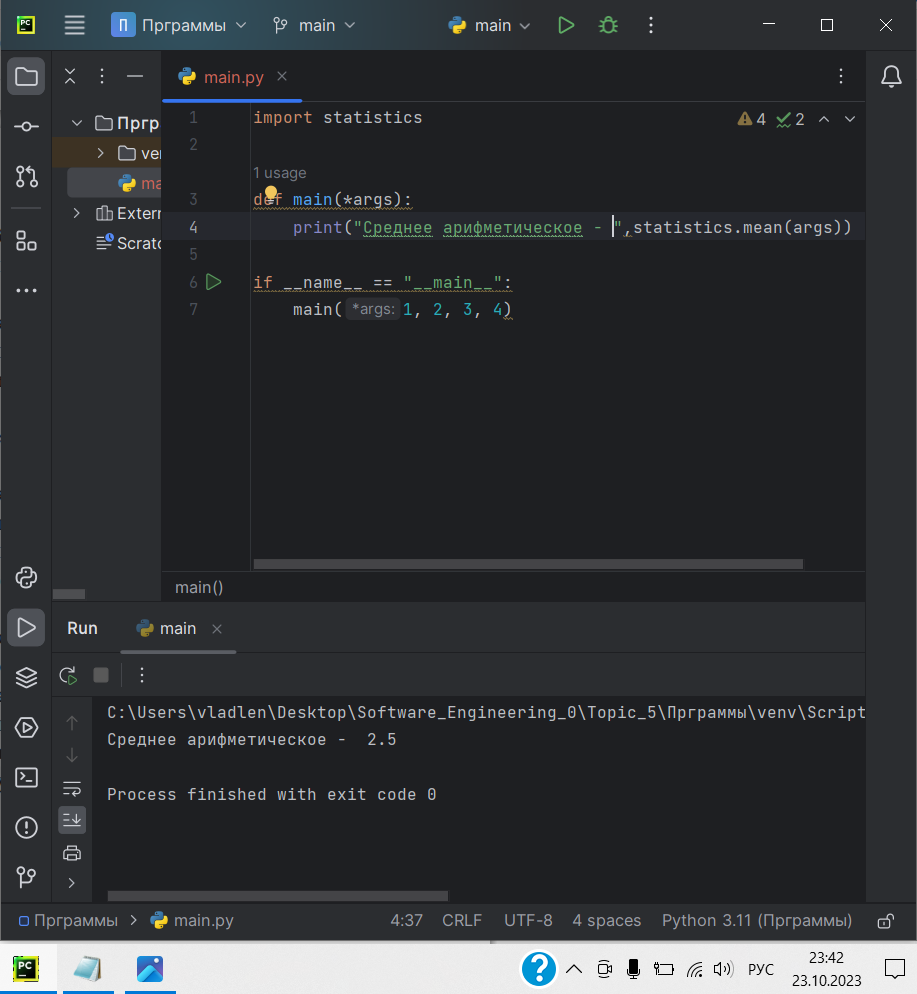 PC
П Прграммы main main
main.py
4 2
Пргр
ver
ma
Exterr
Scratc
1 import statistics
2
1 usage
3 def main(*args):
4 print("Среднее арифметическое - ",statistics.mean(args))
5
6 if __name__ == "__main__":
7 main( *args: 1, 2, 3, 4)
main()
Run main
C:\Users\vladlen\Desktop\Software_Engineering_0\Topic_5\Прграммы\venv\Script
Среднее арифметическое -  2.5
Process finished with exit code 0
Прграммы > main.py 4:37 CRLF UTF-8 4 spaces Python 3.11 (Прграммы)
PC
РУС
23:42
23.10.2023